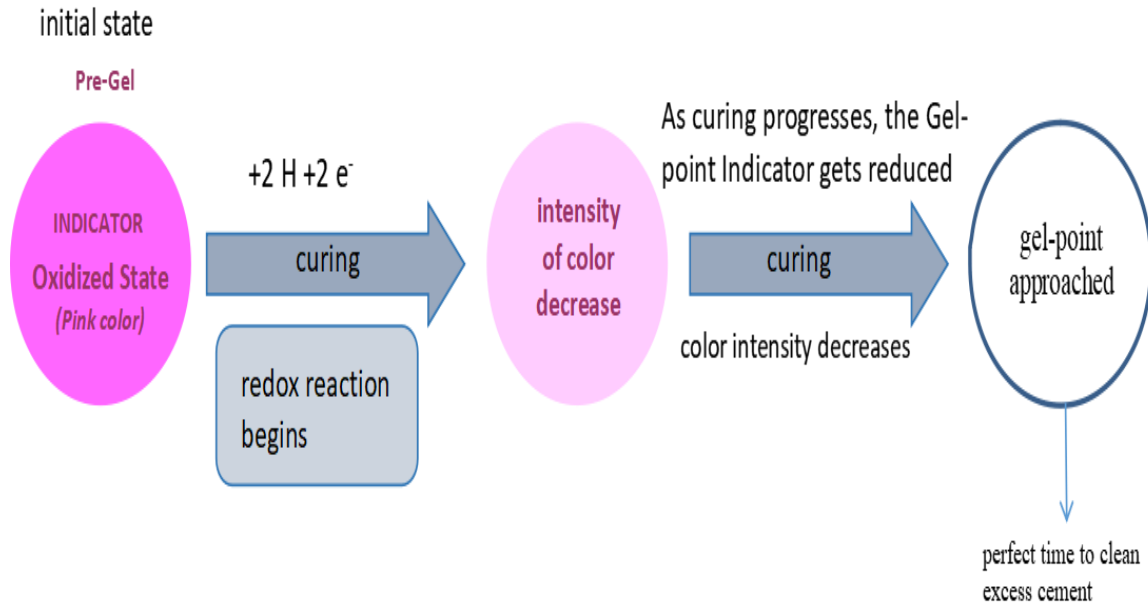 initial state
Pre-Gel
INDICATOR
Oxidized State
(Pink color)
+2 H +2 e⁻
curing
redox reaction
begins
intensity
of color
decrease
As curing progresses, the Gel-
point Indicator gets reduced
curing
color intensity decreases
gel-point
approached
perfect time to clean
excess cement